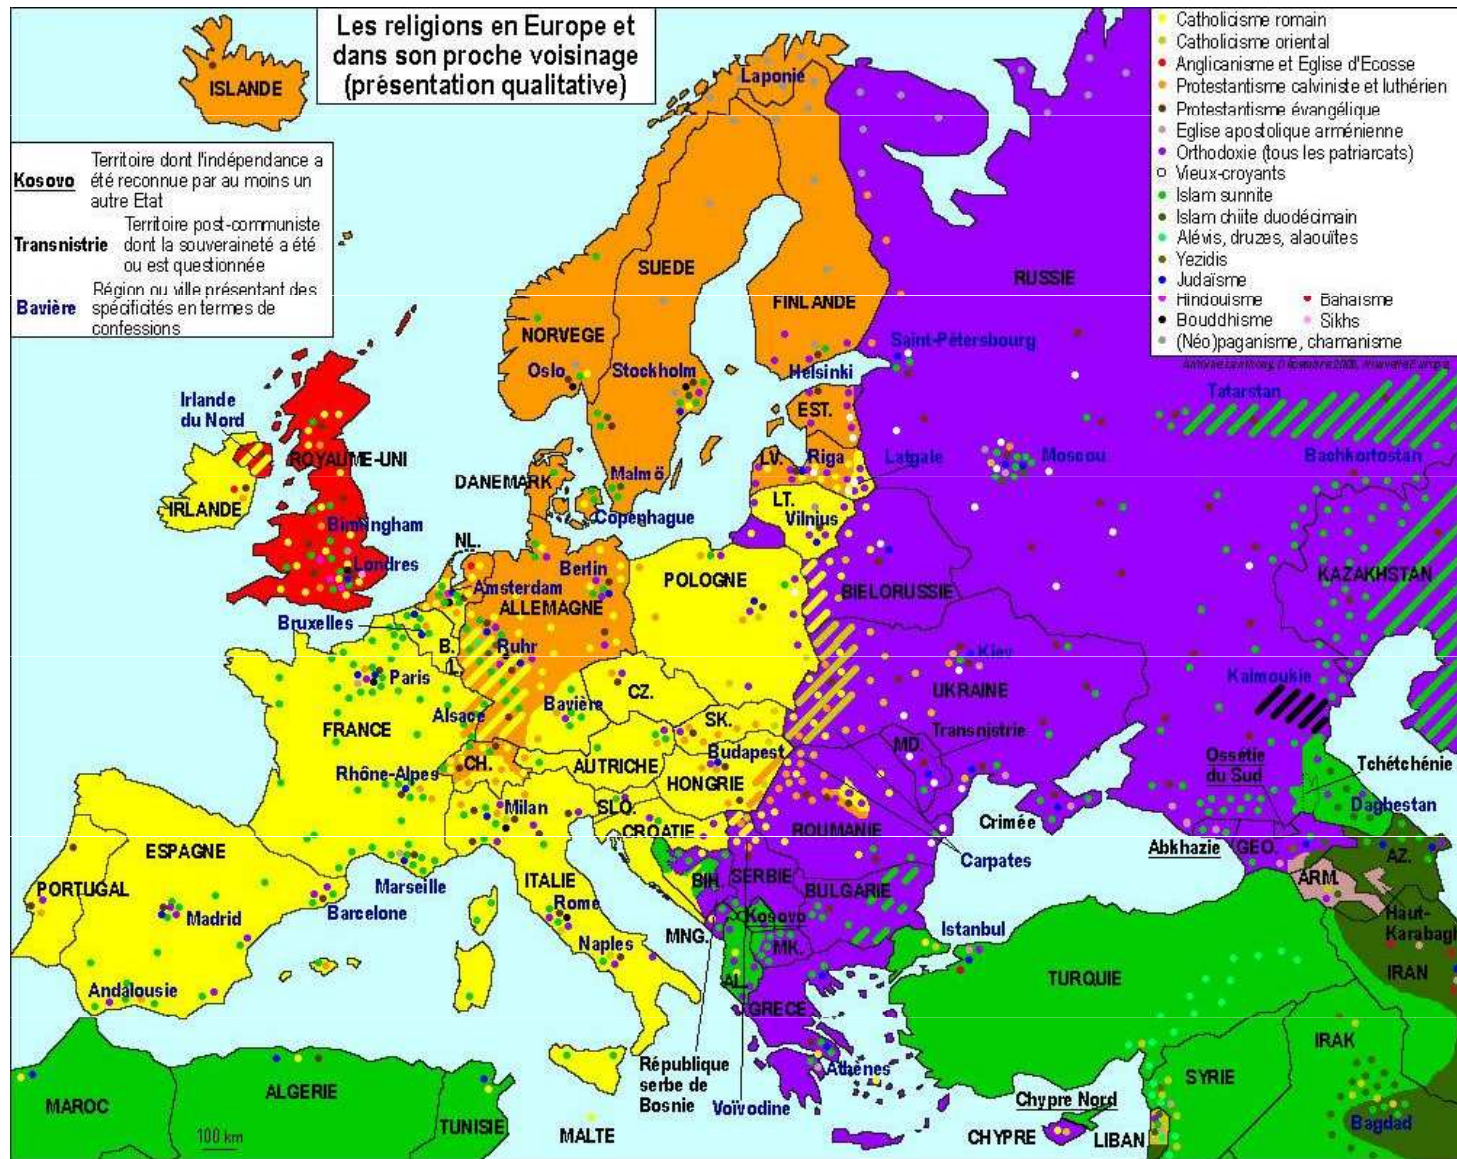 Les religions en Europe et
dans son proche voisinage
(présentation qualitative)
Catholicisme romain
Catholicisme oriental
Anglicanisme et Eglise d'Ecosse
Protestantisme calviniste et luthérien
Protestantisme évangélique
Eglise apostolique arménienne
Orthodoxie (tous les patriarcats)
Vieux-croyants
Islam sunnite
Islam chiite duodécimain
Alévis, druzes, alaouïtes
Yezidis
Judaïsme
Hindouisme
Bahaïsme
Bouddhisme
Sikhs
(Néo)paganisme, chamanisme
Kosovo
Territoire dont l'indépendance a
été reconnue par au moins un
autre Etat
Transnistrie
Territoire post-communiste
dont la souveraineté a été
ou est questionnée
Bavière
Région ou ville présentant des
spécificités en termes de
confessions
ISLANDE
Laponie
SUEDE
RUSSIE
FINLANDE
NORVEGE
Saint-Pétersbourg
Oslo
Stockholm
Helsinki
Tatarstan
Irlande
du Nord
EST.
ROYAUME-UNI
LV.
Riga
Latgale
Moscou
Bachkortostan
DANEMARK
Malmö
IRLANDE
LT.
Vilnius
Copenhague
Birmingham
NL.
Londres
Berlin
POLOGNE
KAZAKHSTAN
Amsterdam
BIELORUSSIE
ALLEMAGNE
Bruxelles
B.
Ruhr
Kiev
L.
Paris
Kalmoukie
CZ.
UKRAINE
Bavière
Alsace
SK.
FRANCE
Transnistrie
MD.
Budapest
Ossétie
du Sud
CH.
AUTRICHE
Tchétchénie
Rhône-Alpes
HONGRIE
Milan
SLO.
Daghestan
CROATIE
ROUMANIE
Crimée
ESPAGNE
Abkhazie
GEO.
Carpates
AZ.
PORTUGAL
Marseille
ITALIE
BIH.
SERBIE
BULGARIE
ARM.
Madrid
Barcelone
Rome
Kosovo
Haut-
Karabagh
MNG.
Istanbul
Naples
MK.
IRAN
TURQUIE
AL.
Andalousie
GRECE
IRAK
République
serbe de
Bosnie
Athènes
SYRIE
ALGERIE
Chypre Nord
MAROC
Voïvodine
Bagdad
TUNISIE
100 km
MALTE
CHYPRE
LIBAN